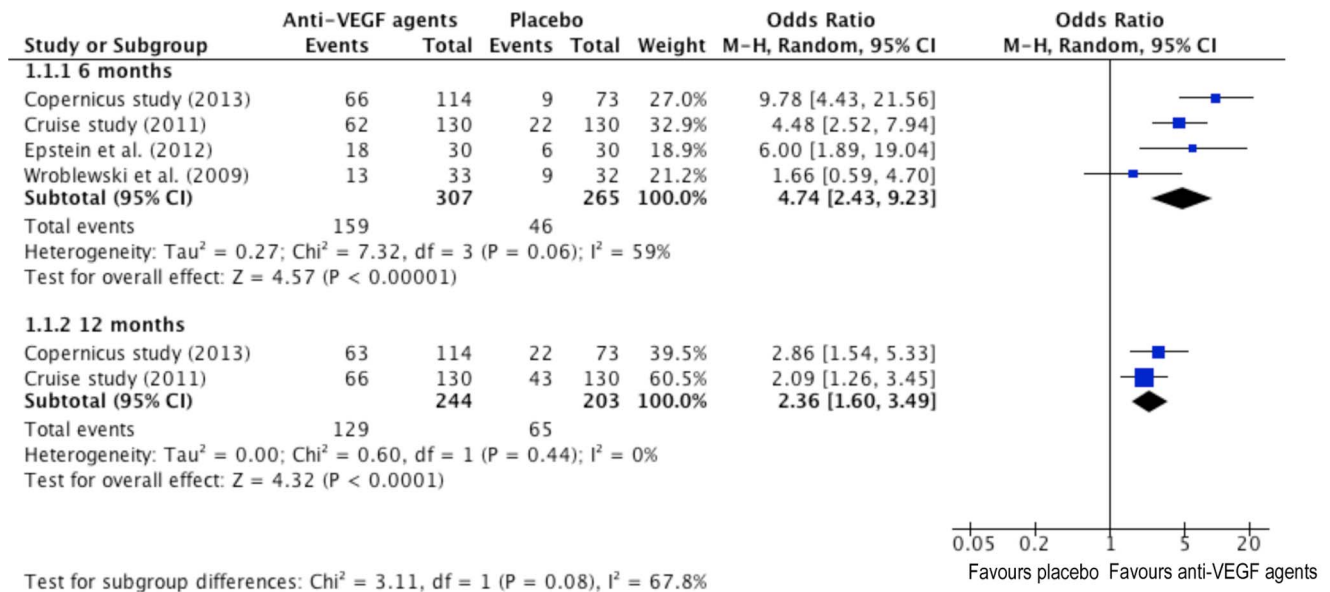 Anti-VEGF agents Placebo Odds Ratio Odds Ratio
Study or Subgroup Events Total Events Total Weight M-H, Random, 95% CI M-H, Random, 95% CI
1.1.1 6 months
Copernicus study (2013) 66 114 9 73 27.0% 9.78 [4.43, 21.56]
Cruise study (2011) 62 130 22 130 32.9% 4.48 [2.52, 7.94]
Epstein et al. (2012) 18 30 6 30 18.9% 6.00 [1.89, 19.04]
Wroblewski et al. (2009) 13 33 9 32 21.2% 1.66 [0.59, 4.70]
Subtotal (95% CI) 307 265 100.0% 4.74 [2.43, 9.23]
Total events 159 46
Heterogeneity: Tau² = 0.27; Chi² = 7.32, df = 3 (P = 0.06); I² = 59%
Test for overall effect: Z = 4.57 (P < 0.00001)
1.1.2 12 months
Copernicus study (2013) 63 114 22 73 39.5% 2.86 [1.54, 5.33]
Cruise study (2011) 66 130 43 130 60.5% 2.09 [1.26, 3.45]
Subtotal (95% CI) 244 203 100.0% 2.36 [1.60, 3.49]
Total events 129 65
Heterogeneity: Tau² = 0.00; Chi² = 0.60, df = 1 (P = 0.44); I² = 0%
Test for overall effect: Z = 4.32 (P < 0.0001)
0.05 0.2 1 5 20
Favours placebo Favours anti-VEGF agents
Test for subgroup differences: Chi² = 3.11, df = 1 (P = 0.08), I² = 67.8%